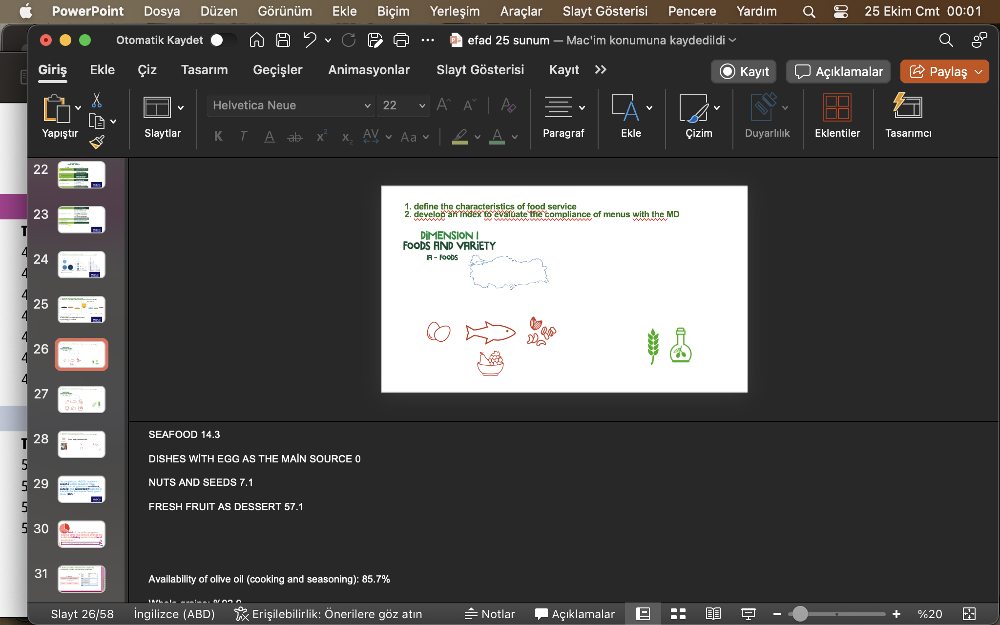 PowerPoint Dosya Düzen Görünüm Ekle Biçim Yerleşim Araçlar Slayt Gösterisi Pencere Yardım 25 Ekim Cmt 00:01
Otomatik Kaydet efad 25 sunum — Mac'im konumuna kaydedildi
Giriş Ekle Çiz Tasarım Geçişler Animasyonlar Slayt Gösterisi Kayıt Kayıt Açıklamalar Paylaş
Helvetica Neue 22
Yapıştır Slaytlar Paragraf Ekle Çizim Duyarlılık Eklentiler Tasarımcı
22
23
24
25
26
27
28
29
30
31
1. define the characteristics of food service
2. develop an index to evaluate the compliance of menus with the MD
DiMENSION I
FOODS AND VARiETY
IA - FOODS
SEAFOOD 14.3
DISHES WİTH EGG AS THE MAİN SOURCE 0
NUTS AND SEEDS 7.1
FRESH FRUIT AS DESSERT 57.1
Availability of olive oil (cooking and seasoning): 85.7%
Slayt 26/58 İngilizce (ABD) Erişilebilirlik: Önerilere göz atın Notlar Açıklamalar %20